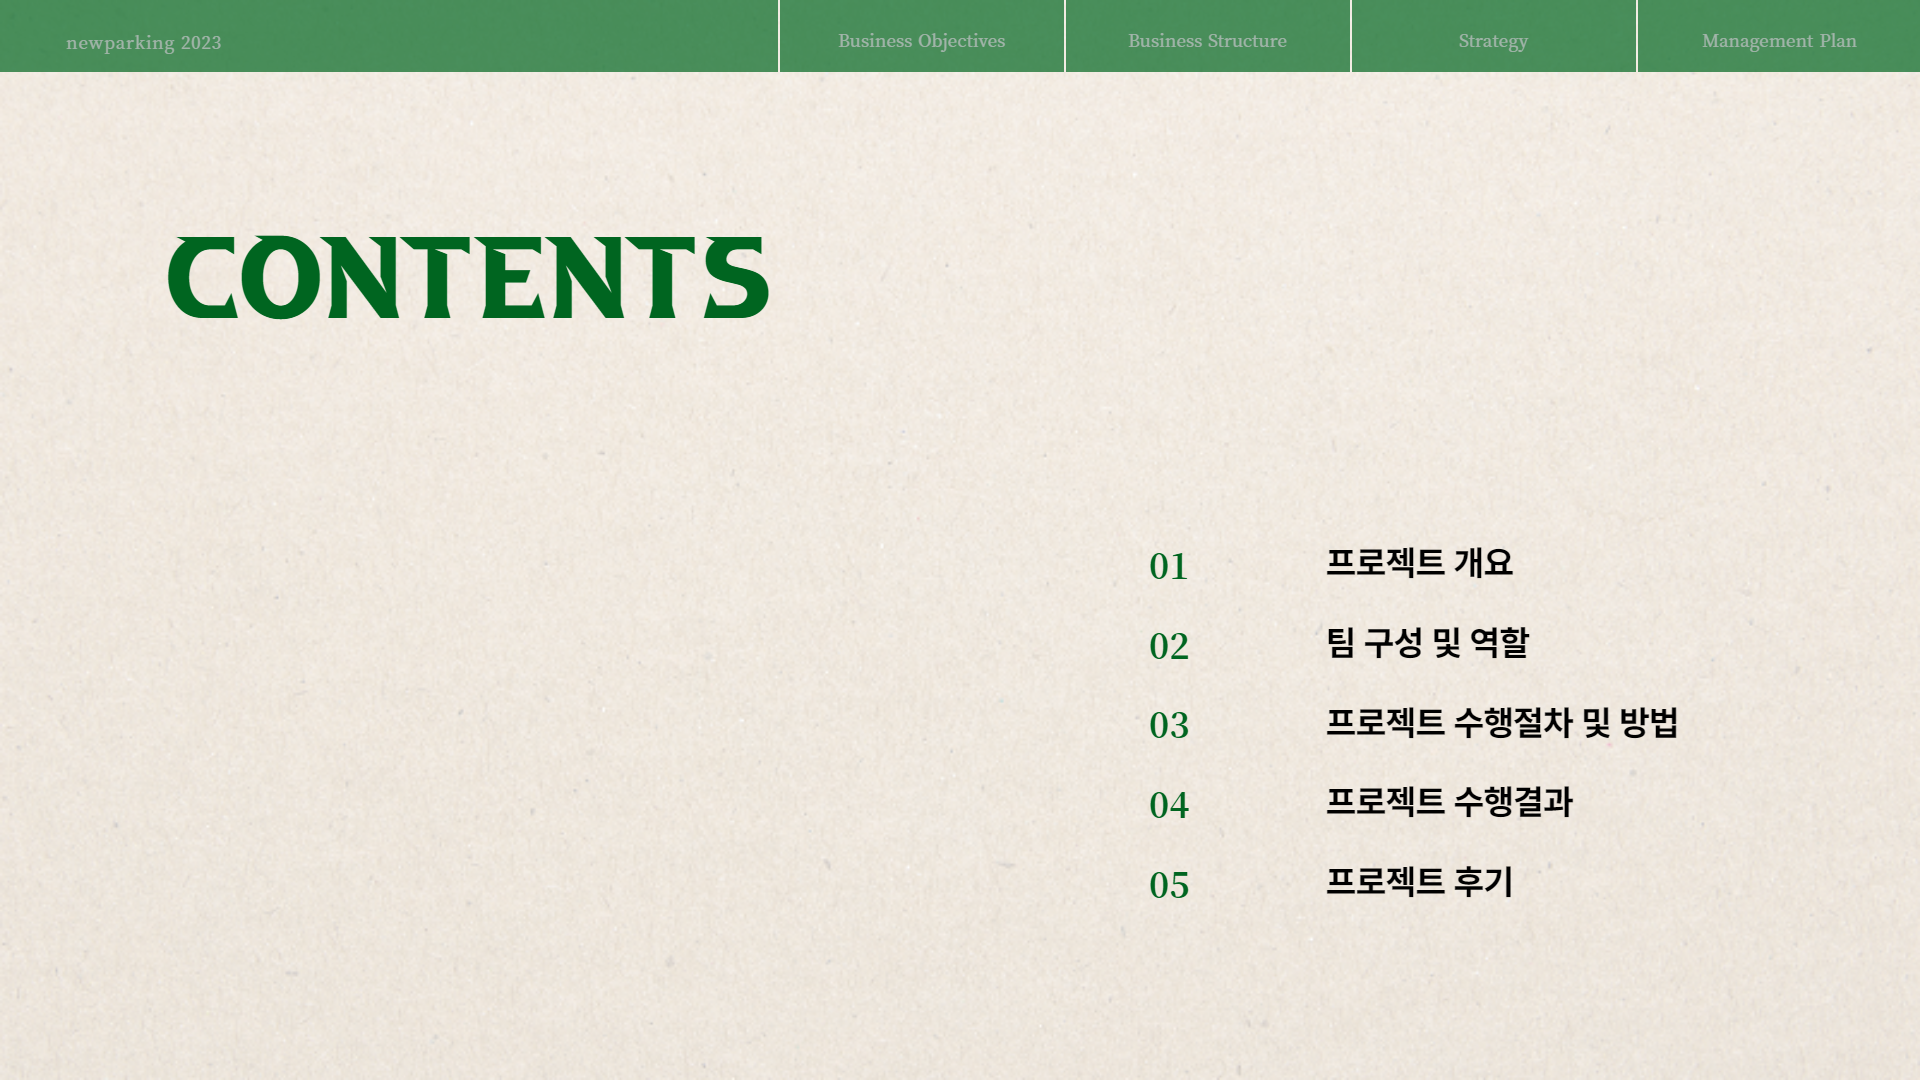 newparking 2023
Business Objectives
Business Structure
Strategy
Management Plan
CONTENTS
01 프로젝트 개요
02 팀 구성 및 역할
03 프로젝트 수행절차 및 방법
04 프로젝트 수행결과
05 프로젝트 후기